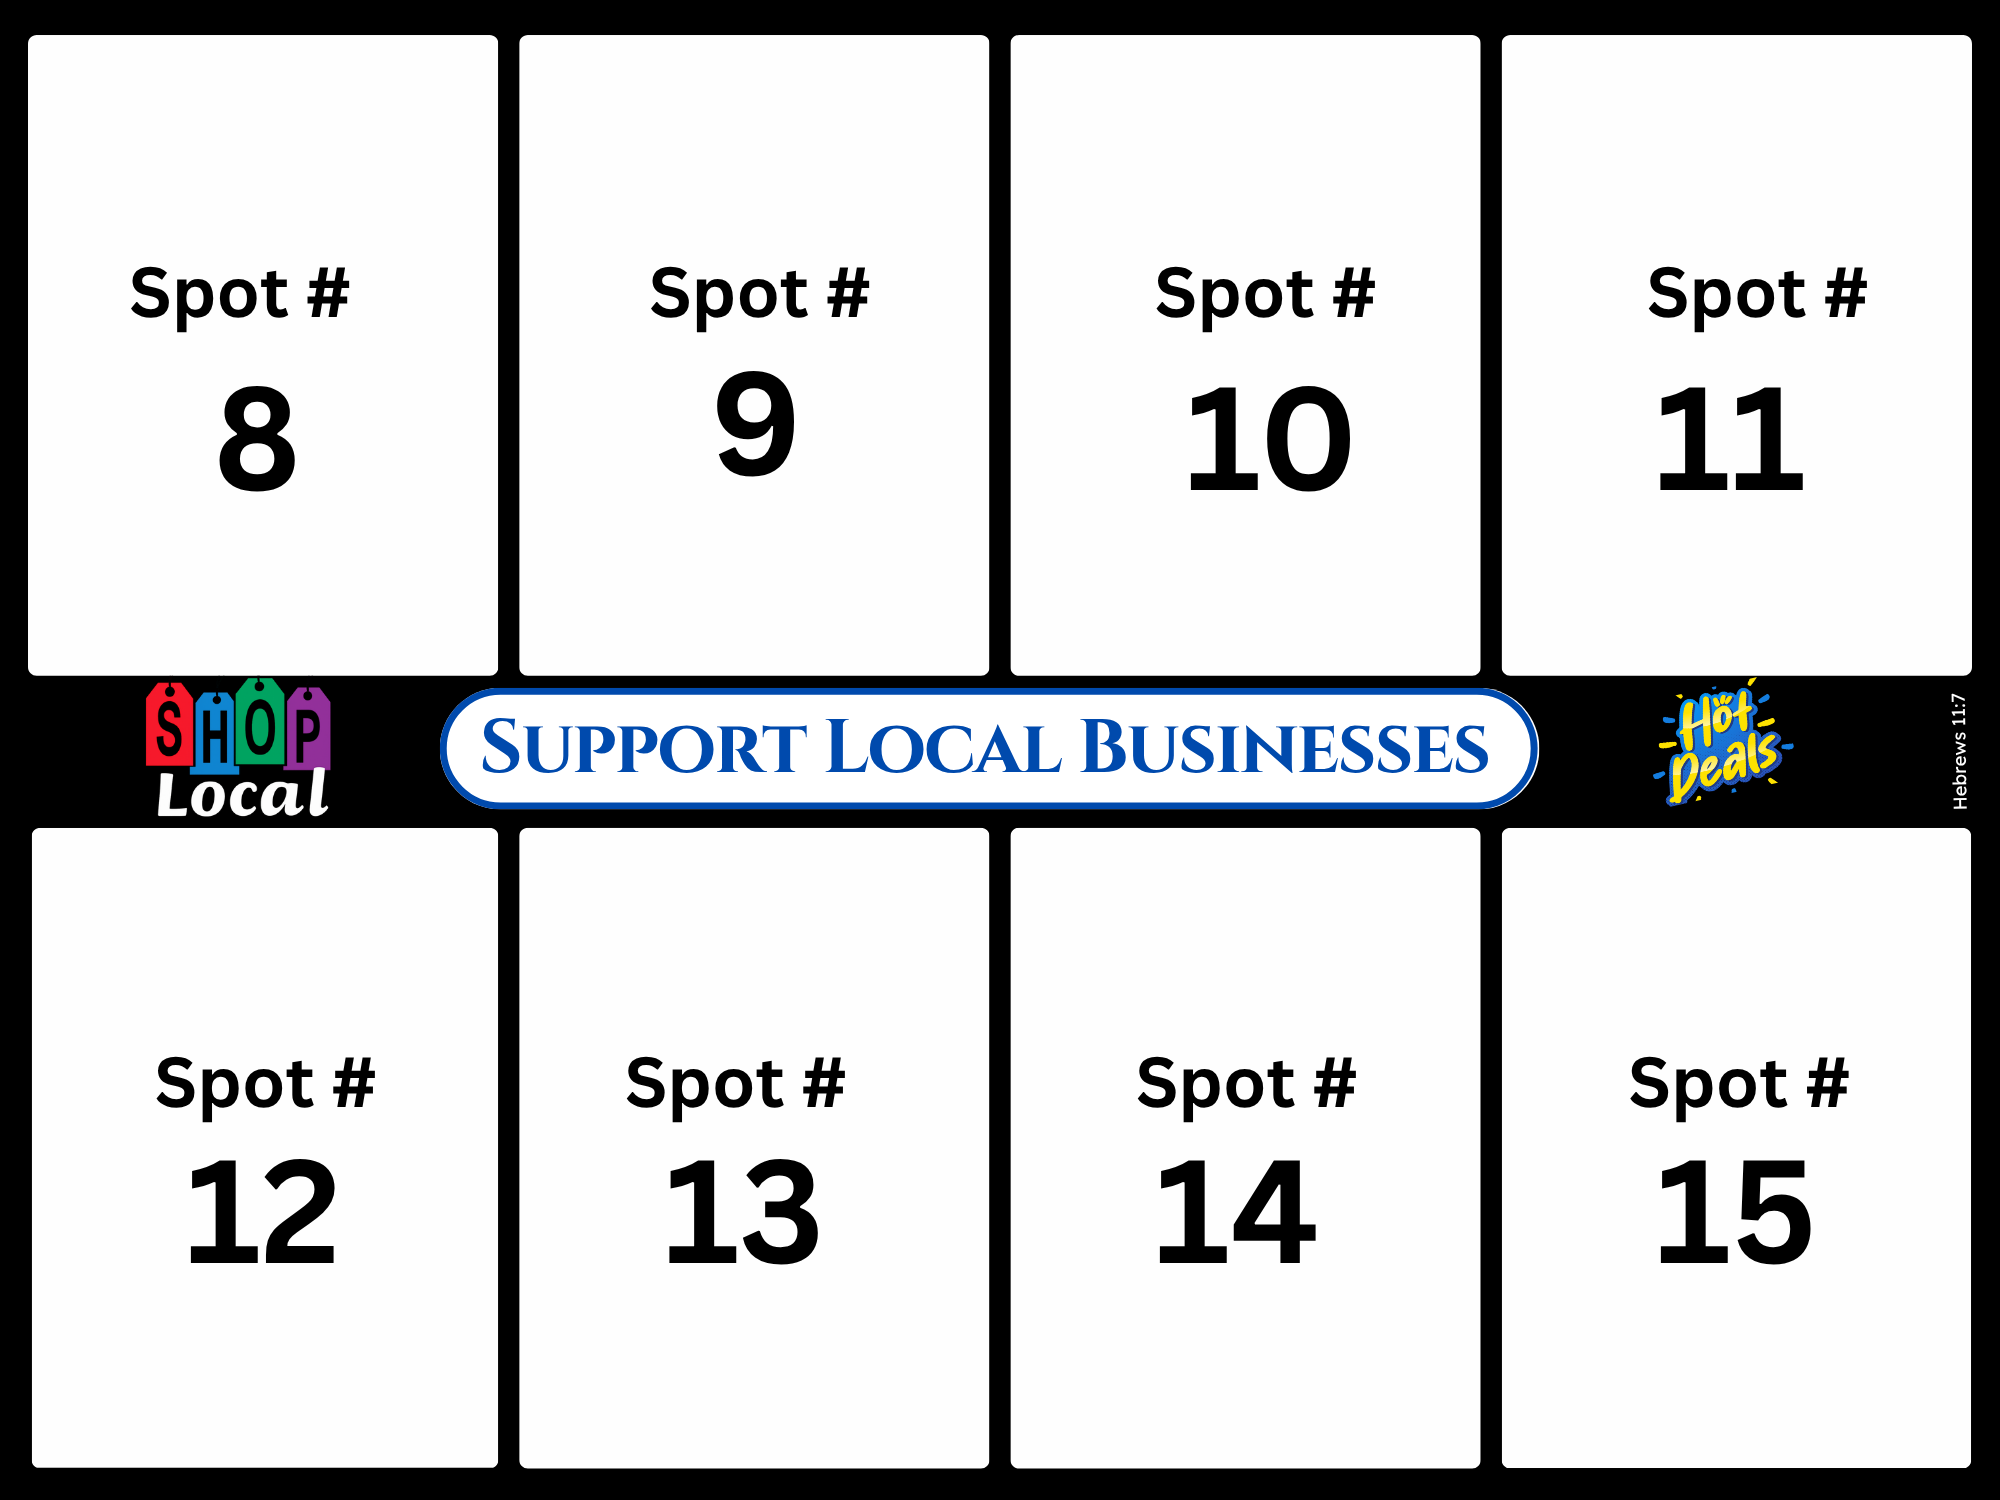 Spot #
8
Spot #
9
Spot #
10
Spot #
11
SHOP
Local
Support Local Businesses
Hot
Deals
Hebrews 11:7
Spot #
12
Spot #
13
Spot #
14
Spot #
15